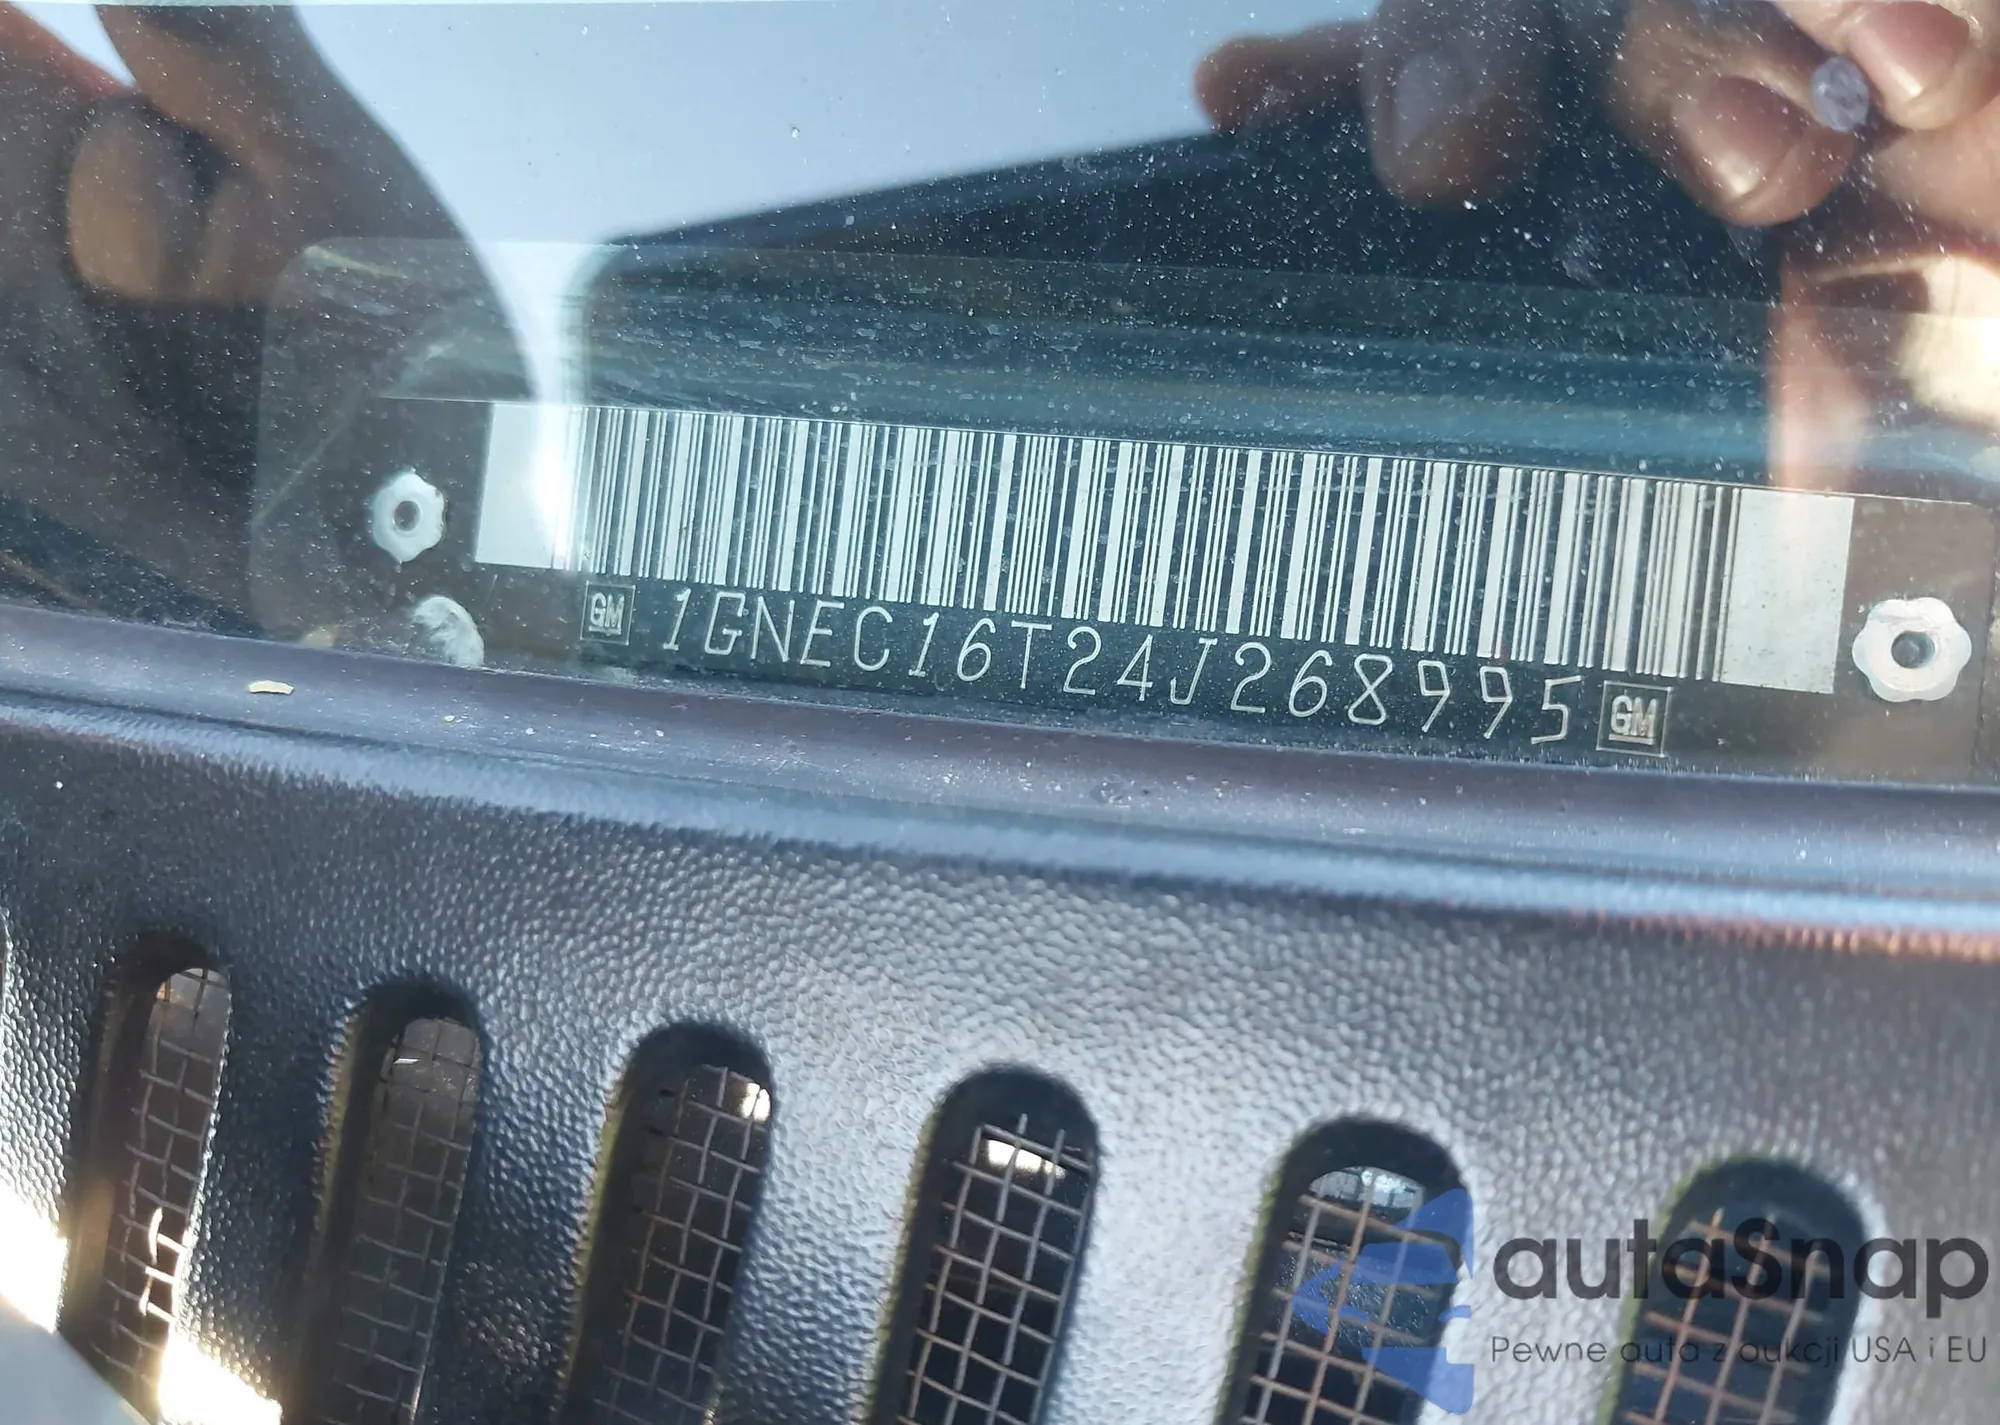 GM 1GNEC16T24J268995 GM
autaSnap
Pewne auta z aukcji USA i EU